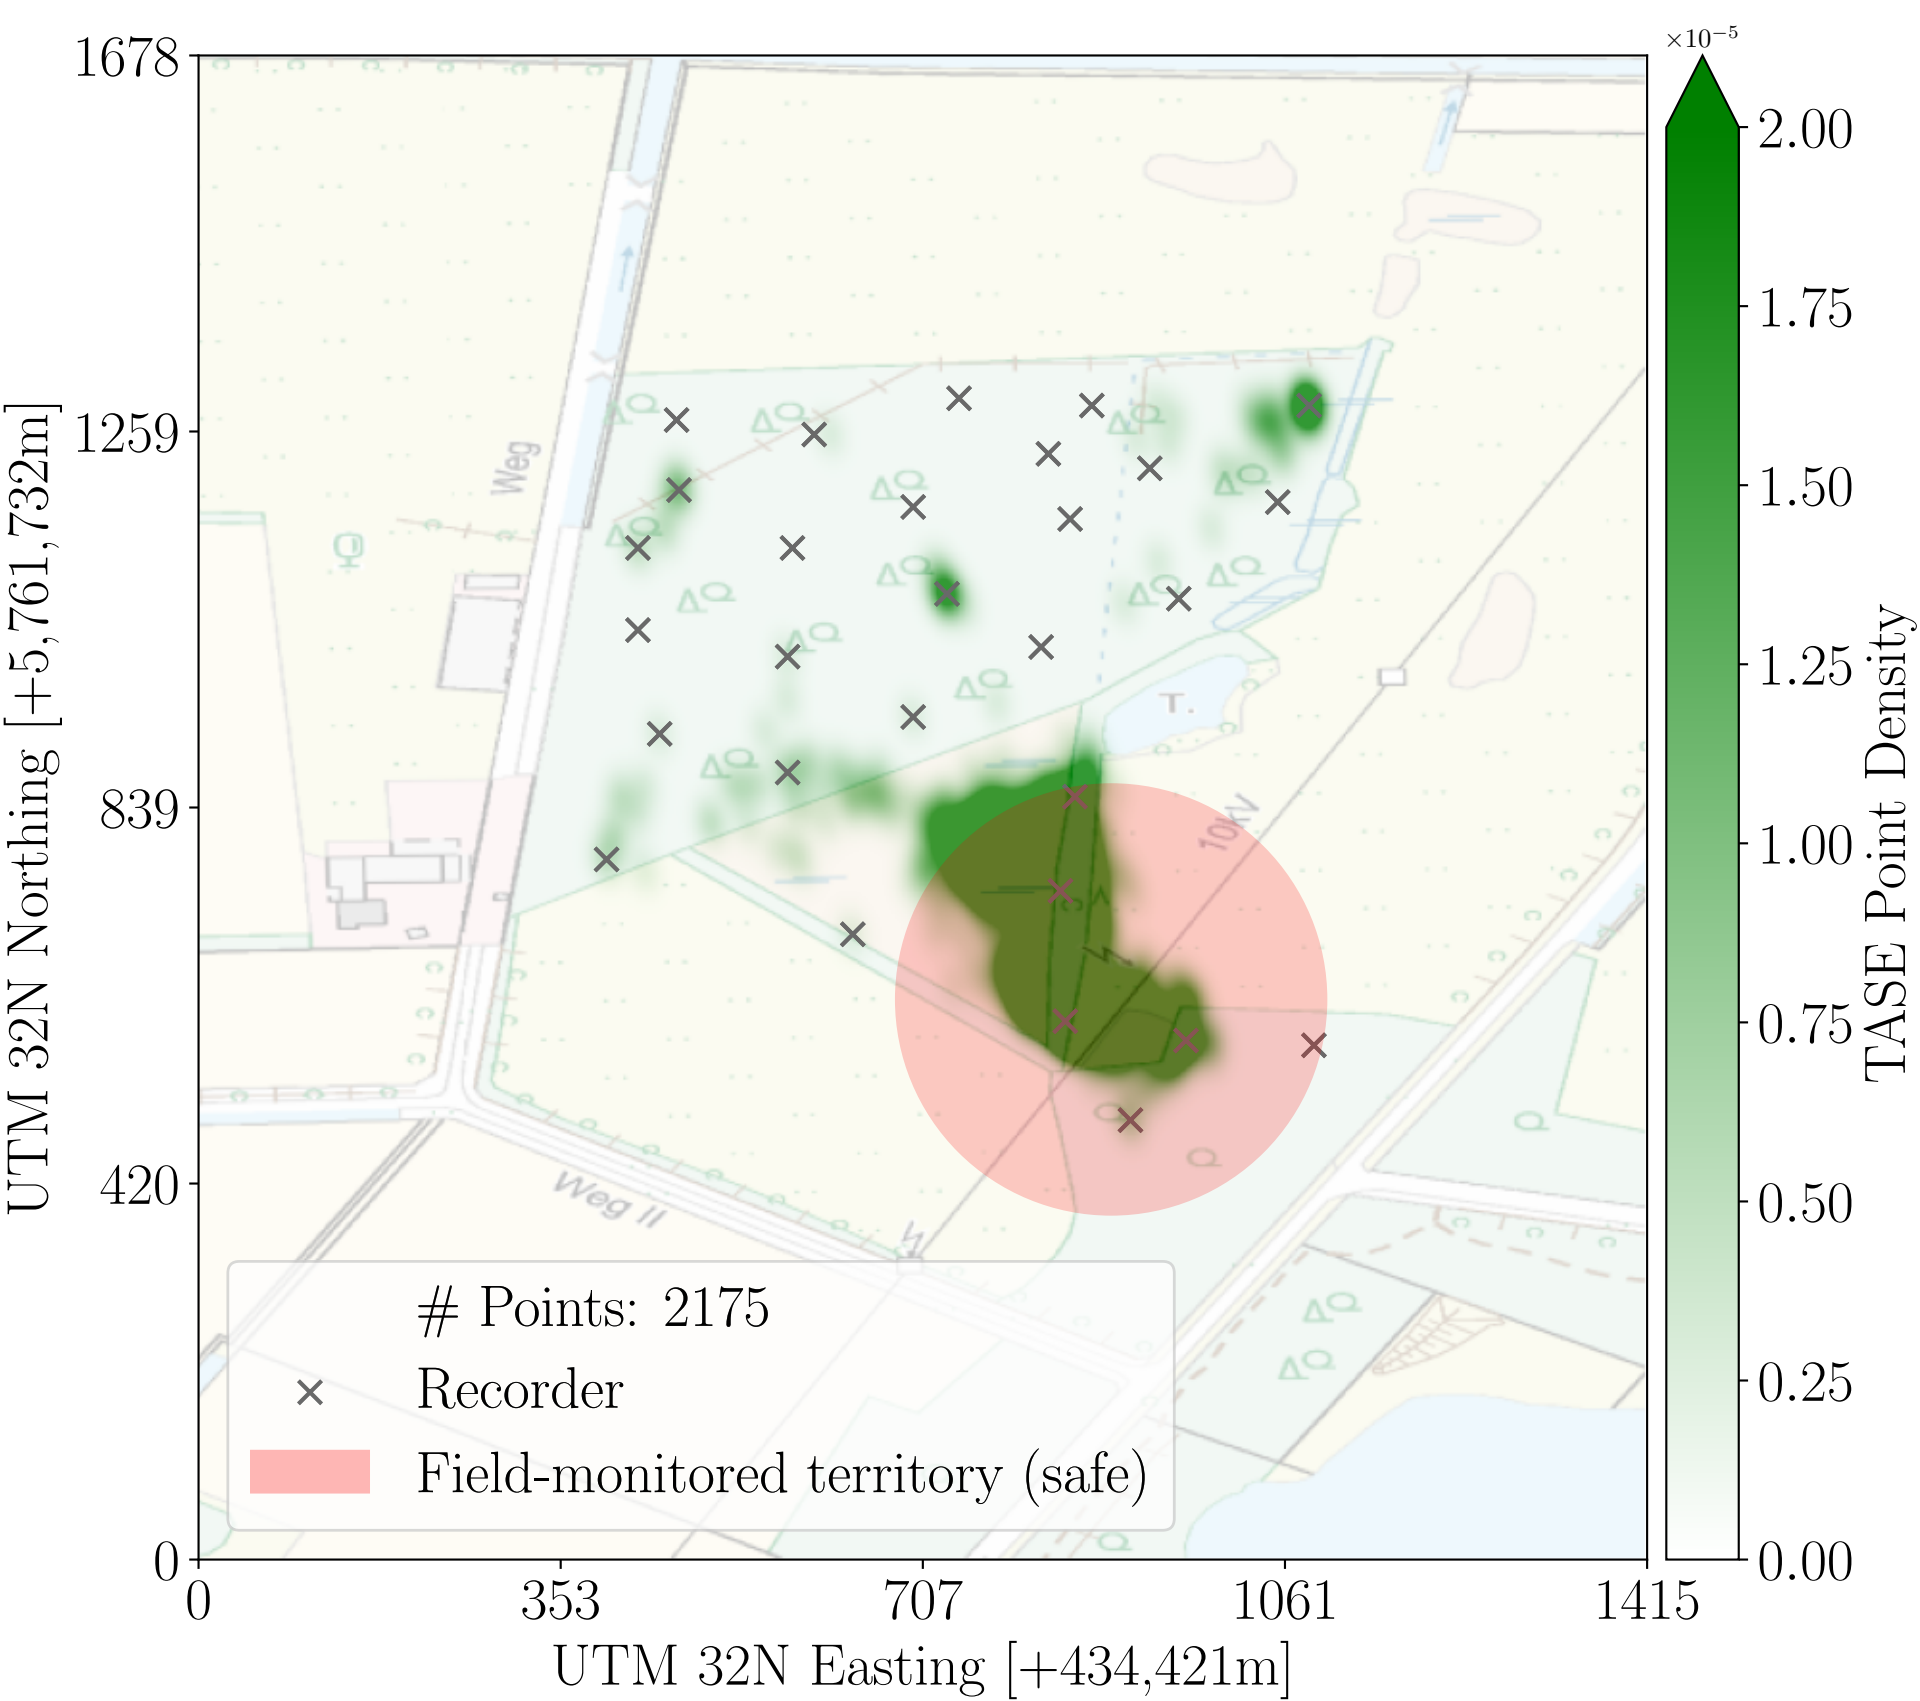 ×10⁻⁵
1678
1259
839
420
0
UTM 32N Northing [+5,761,732m]
0
353
707
1061
1415
UTM 32N Easting [+434,421m]
Weg
T.
10kV
Weg II
# Points: 2175
Recorder
Field-monitored territory (safe)
2.00
1.75
1.50
1.25
1.00
0.75
0.50
0.25
0.00
TASE Point Density